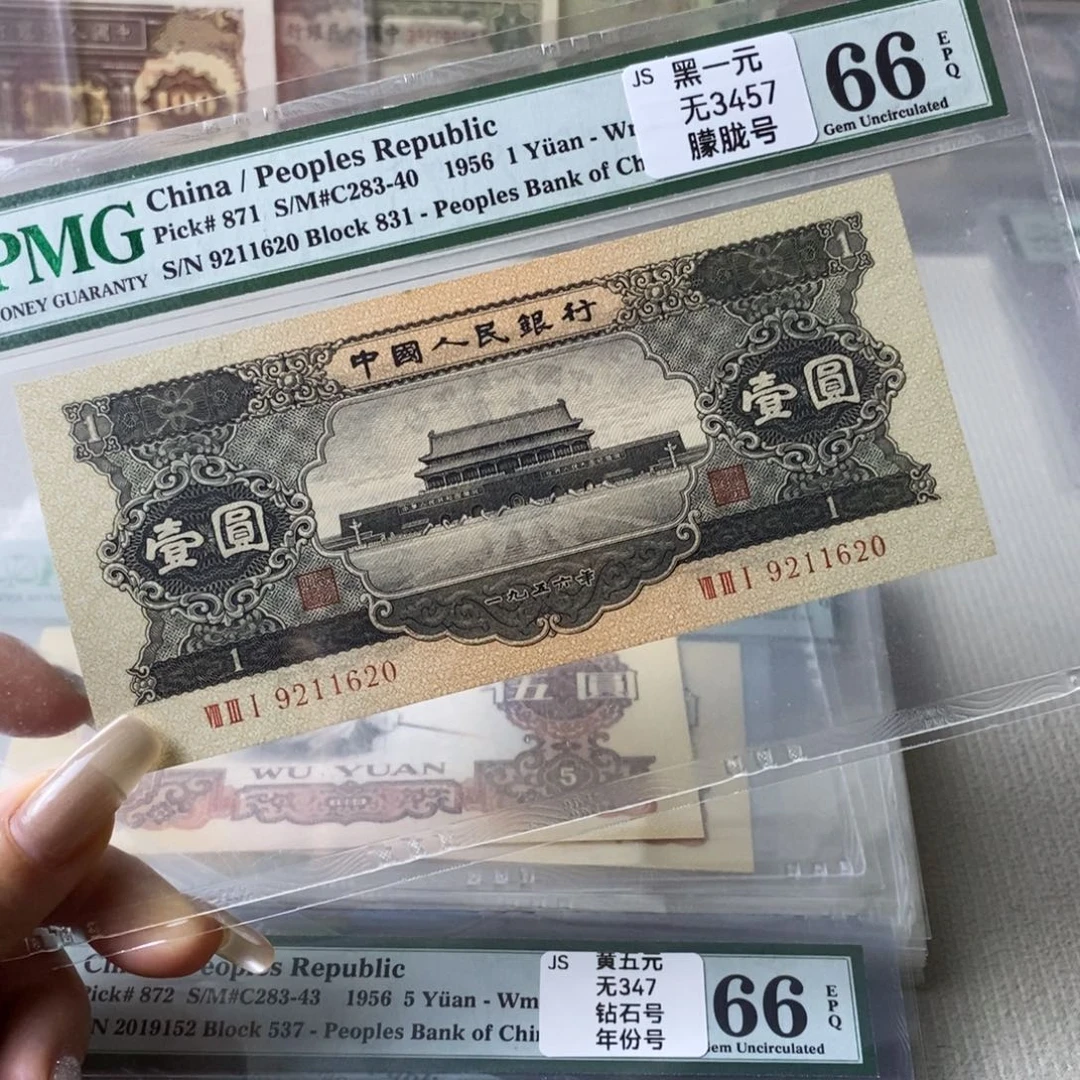 China / Peoples Republic
Pick# 871 S/M#C283-40 1956 1 Yüan - Wm
S/N 9211620 Block 831 - Peoples Bank of Ch
PMG
ONEY GUARANTY
JS 黑一元
无3457
朦胧号
66
EPQ
Gem Uncirculated
中國人民銀行
1
1
壹圓
壹圓
一九五六年
1
1
VIII III I 9211620
VIII III I 9211620
伍圓
WU YUAN
5
Peoples Republic
Pick# 872 S/M#C283-43 1956 5 Yüan - Wm
N 2019152 Block 537 - Peoples Bank of Chi
JS 黄五元
无347
钻石号
年份号
66
EPQ
Gem Uncirculated